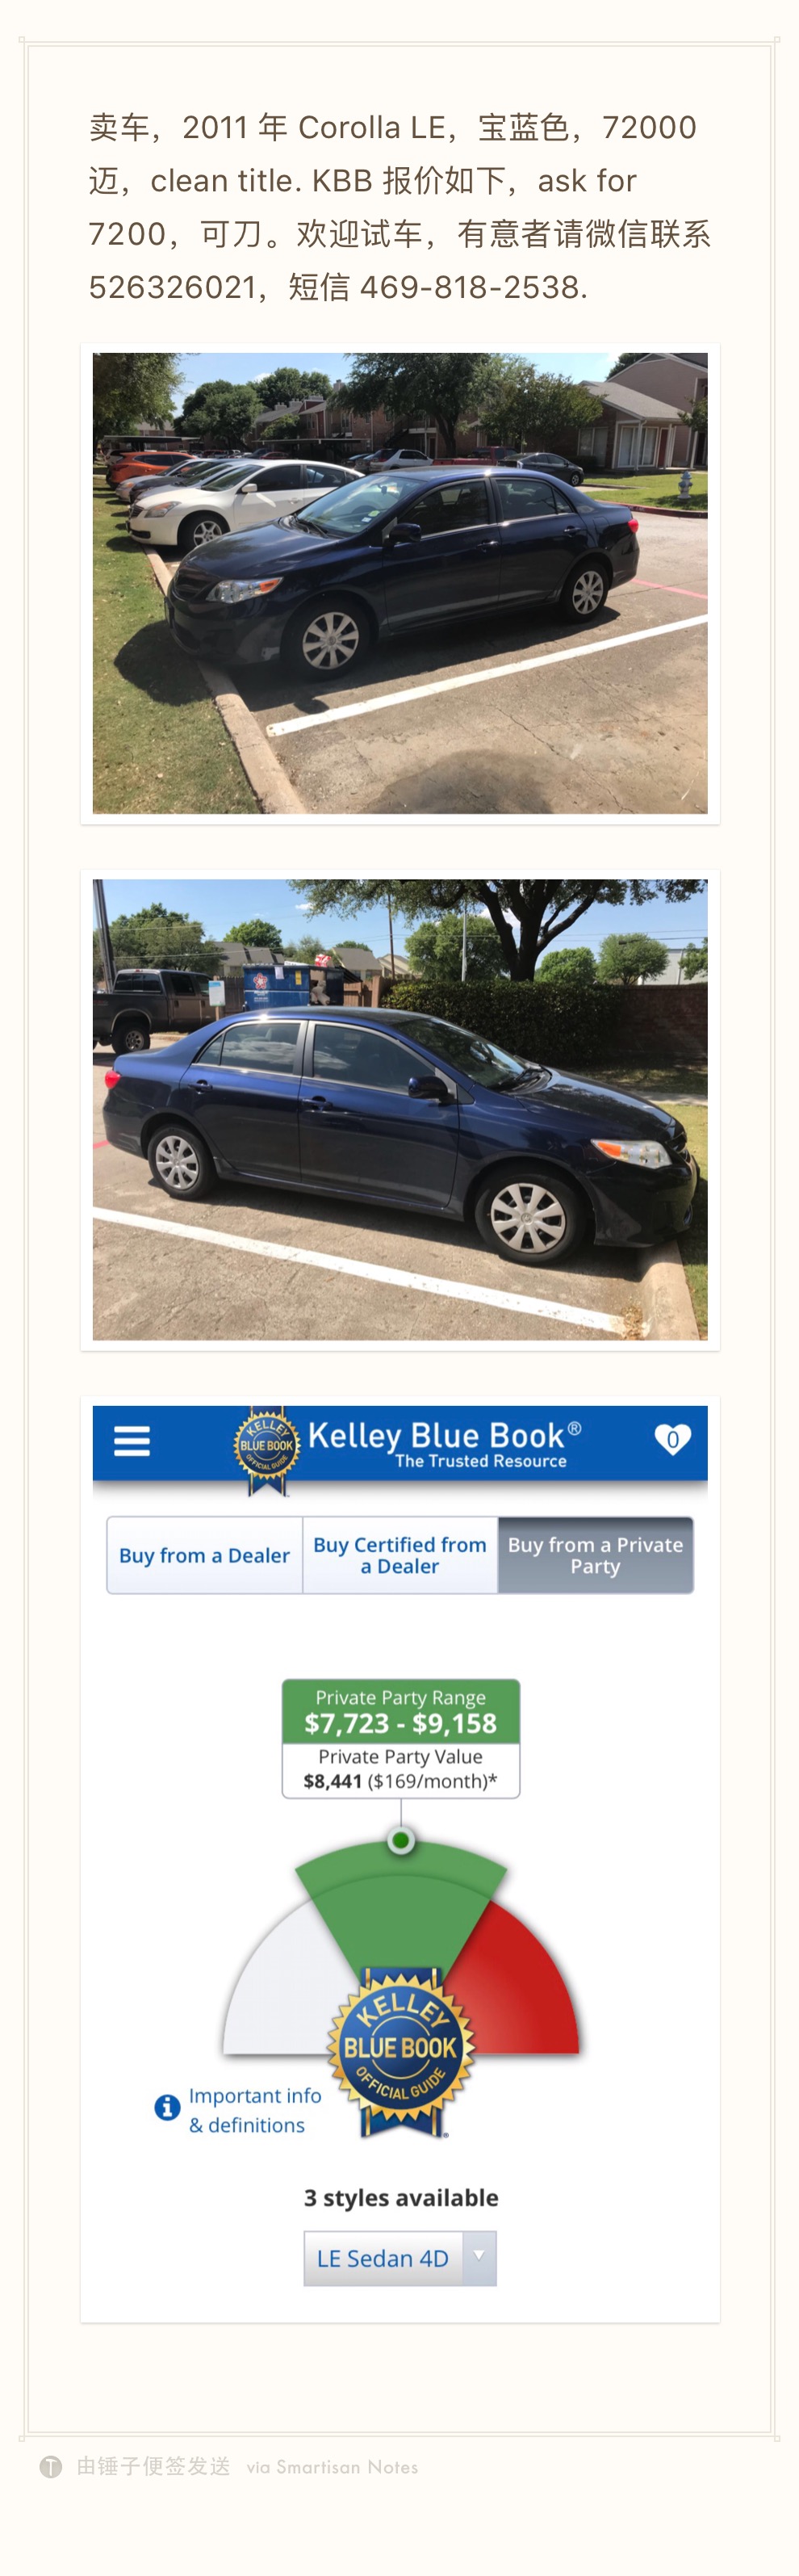 卖车，2011 年 Corolla LE，宝蓝色，72000
迈，clean title. KBB 报价如下，ask for
7200，可刀。欢迎试车，有意者请微信联系
526326021，短信 469-818-2538.
KELLEY
BLUE BOOK
OFFICIAL GUIDE
Kelley Blue Book®
The Trusted Resource
0
Buy from a Dealer
Buy Certified from
a Dealer
Buy from a Private
Party
Private Party Range
$7,723 - $9,158
Private Party Value
$8,441 ($169/month)*
KELLEY
BLUE BOOK
OFFICIAL GUIDE
Important info
& definitions
3 styles available
LE Sedan 4D
由锤子便签发送 via Smartisan Notes